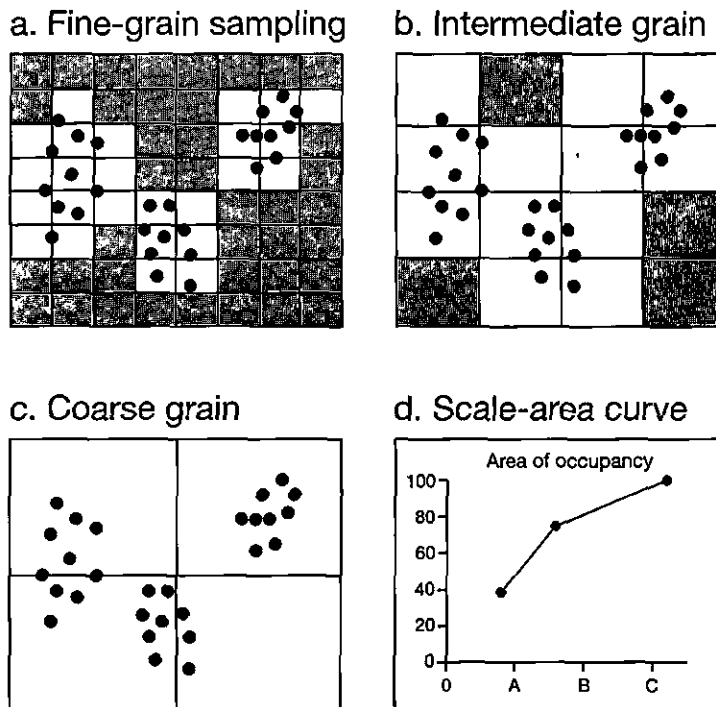 a. Fine-grain sampling
b. Intermediate grain
c. Coarse grain
d. Scale-area curve
Area of occupancy
100
80
60
40
20
0
0 A B C